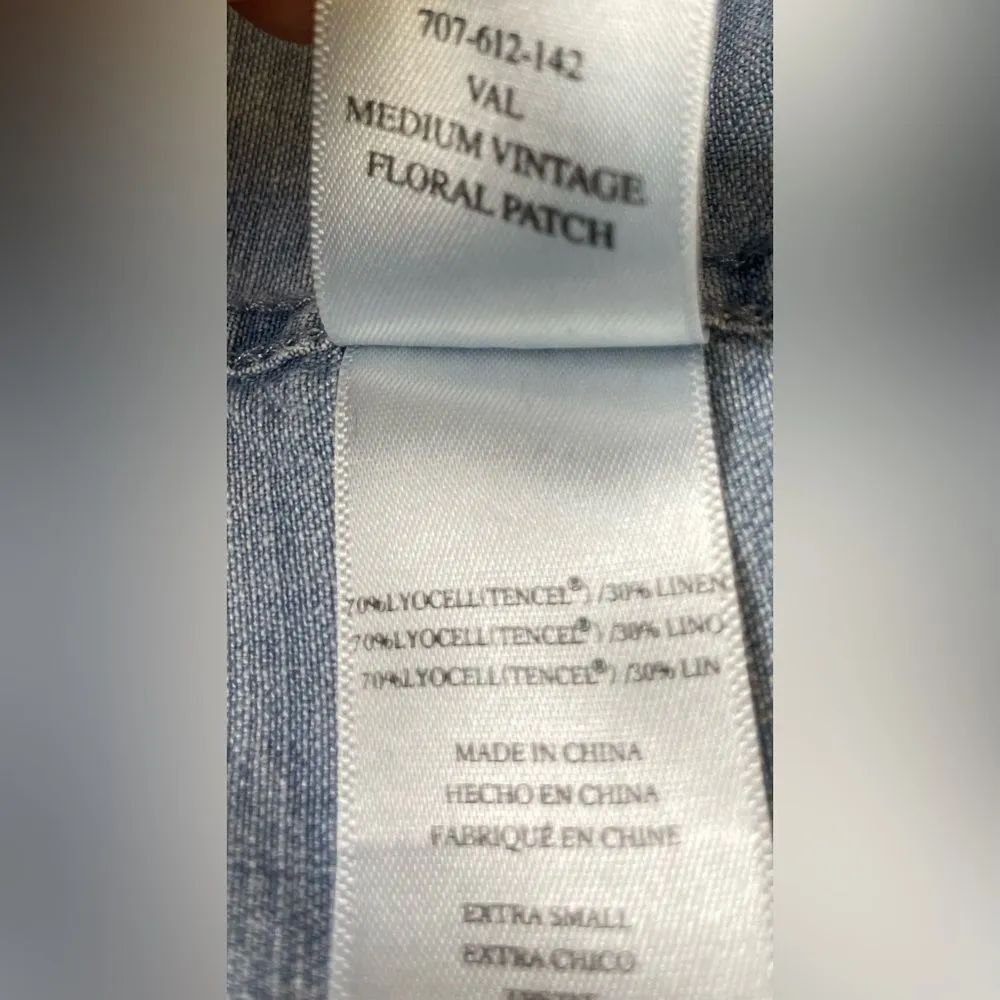 707-612-142
VAL
MEDIUM VINTAGE
FLORAL PATCH
70%LYOCELL(TENCEL®) /30% LINEN
70%LYOCELL(TENCEL®) /30% LINO
70%LYOCELL(TENCEL®) /30% LIN
MADE IN CHINA
HECHO EN CHINA
FABRIQUÉ EN CHINE
EXTRA SMALL
EXTRA CHICO